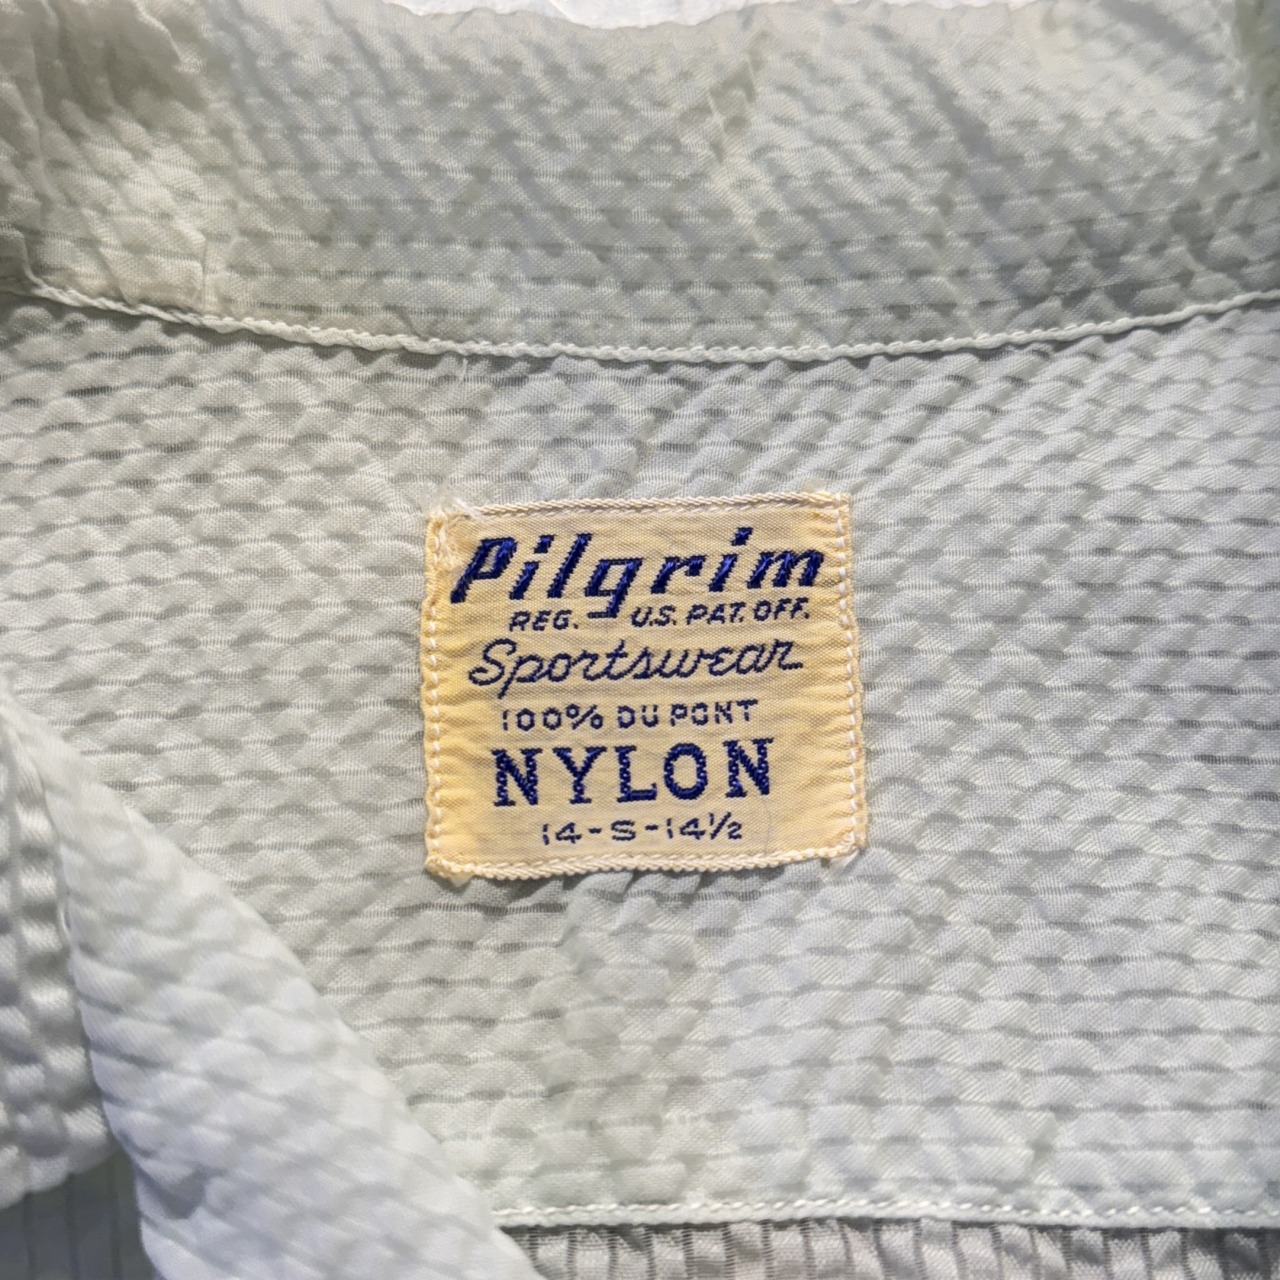 Pilgrim
REG. U.S. PAT. OFF.
Sportswear
100% DU PONT
NYLON
14-S-14½